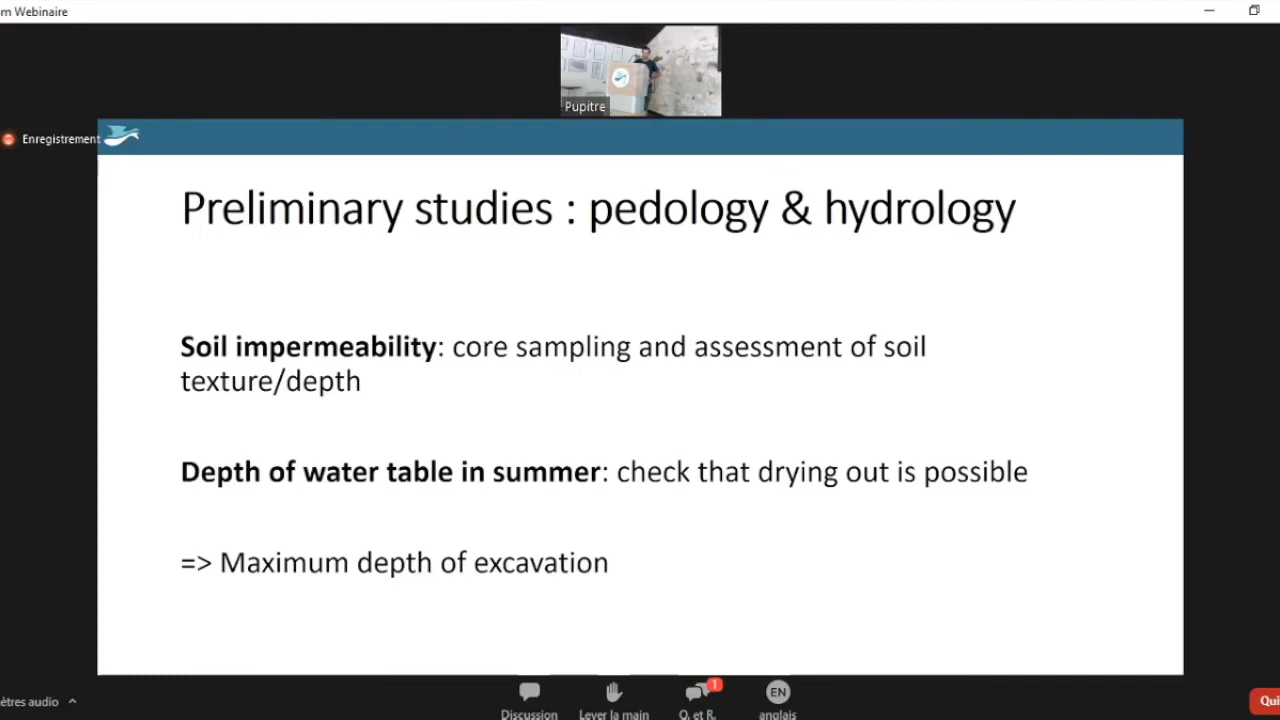 m Webinaire
Pupitre
Enregistrement
Preliminary studies : pedology & hydrology
Soil impermeability: core sampling and assessment of soil
texture/depth
Depth of water table in summer: check that drying out is possible
=> Maximum depth of excavation
ètres audio
1
EN
Discussion
Lever la main
Q. et R.
anglais
Qui